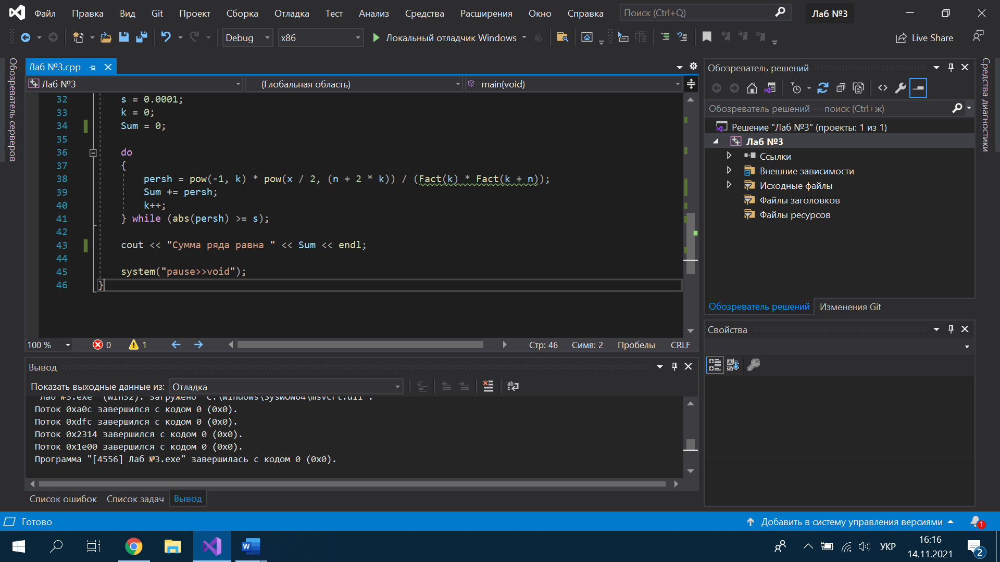 Файл Правка Вид Git Проект Сборка Отладка Тест Анализ Средства Расширения Окно Справка Поиск (Ctrl+Q) Лаб №3
Debug x86 Локальный отладчик Windows Live Share
Обозреватель серверов
Лаб №3.cpp
Лаб №3 (Глобальная область) main(void)
32 s = 0.0001;
33 k = 0;
34 Sum = 0;
35
36 do
37 {
38 persh = pow(-1, k) * pow(x / 2, (n + 2 * k)) / (Fact(k) * Fact(k + n));
39 Sum += persh;
40 k++;
41 } while (abs(persh) >= s);
42
43 cout << "Сумма ряда равна " << Sum << endl;
44
45 system("pause>>void");
46 }
100 % 0 1 Стр: 46 Симв: 2 Пробелы CRLF
Вывод
Показать выходные данные из: Отладка
"Лаб №3.exe" (Win32). Загружено "C:\Windows\SysWOW64\msvcrt.dll".
Поток 0xa0c завершился с кодом 0 (0x0).
Поток 0xdfc завершился с кодом 0 (0x0).
Поток 0x2314 завершился с кодом 0 (0x0).
Поток 0x1e00 завершился с кодом 0 (0x0).
Программа "[4556] Лаб №3.exe" завершилась с кодом 0 (0x0).
Список ошибок Список задач Вывод
Обозреватель решений
Обозреватель решений — поиск (Ctrl+ж)
Решение "Лаб №3" (проекты: 1 из 1)
Лаб №3
Ссылки
Внешние зависимости
Исходные файлы
Файлы заголовков
Файлы ресурсов
Обозреватель решений Изменения Git
Свойства
Средства диагностики
Готово Добавить в систему управления версиями 1
УКР 16:16
14.11.2021 2